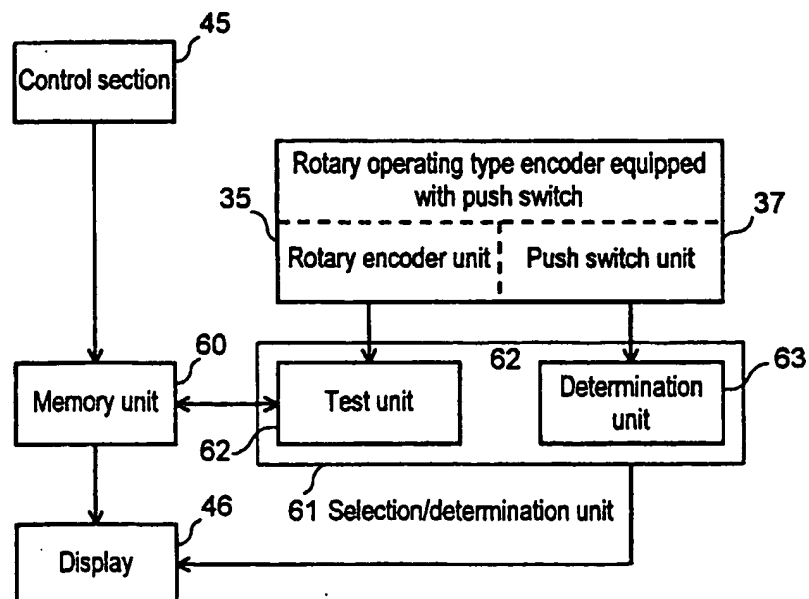 45
Control section
Rotary operating type encoder equipped
with push switch
35
37
Rotary encoder unit
Push switch unit
60
62
63
Memory unit
Test unit
Determination
unit
62
46
61 Selection/determination unit
Display